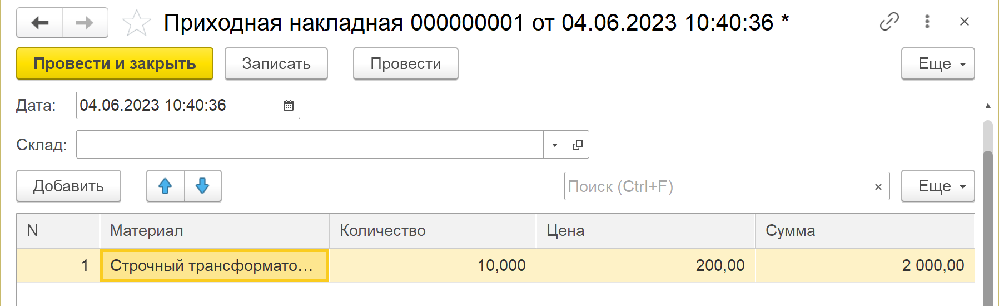 Приходная накладная 000000001 от 04.06.2023 10:40:36 *
Провести и закрыть Записать Провести Еще
Дата: 04.06.2023 10:40:36
Склад:
Добавить Поиск (Ctrl+F) × Еще
N Материал Количество Цена Сумма
1 Строчный трансформато... 10,000 200,00 2 000,00